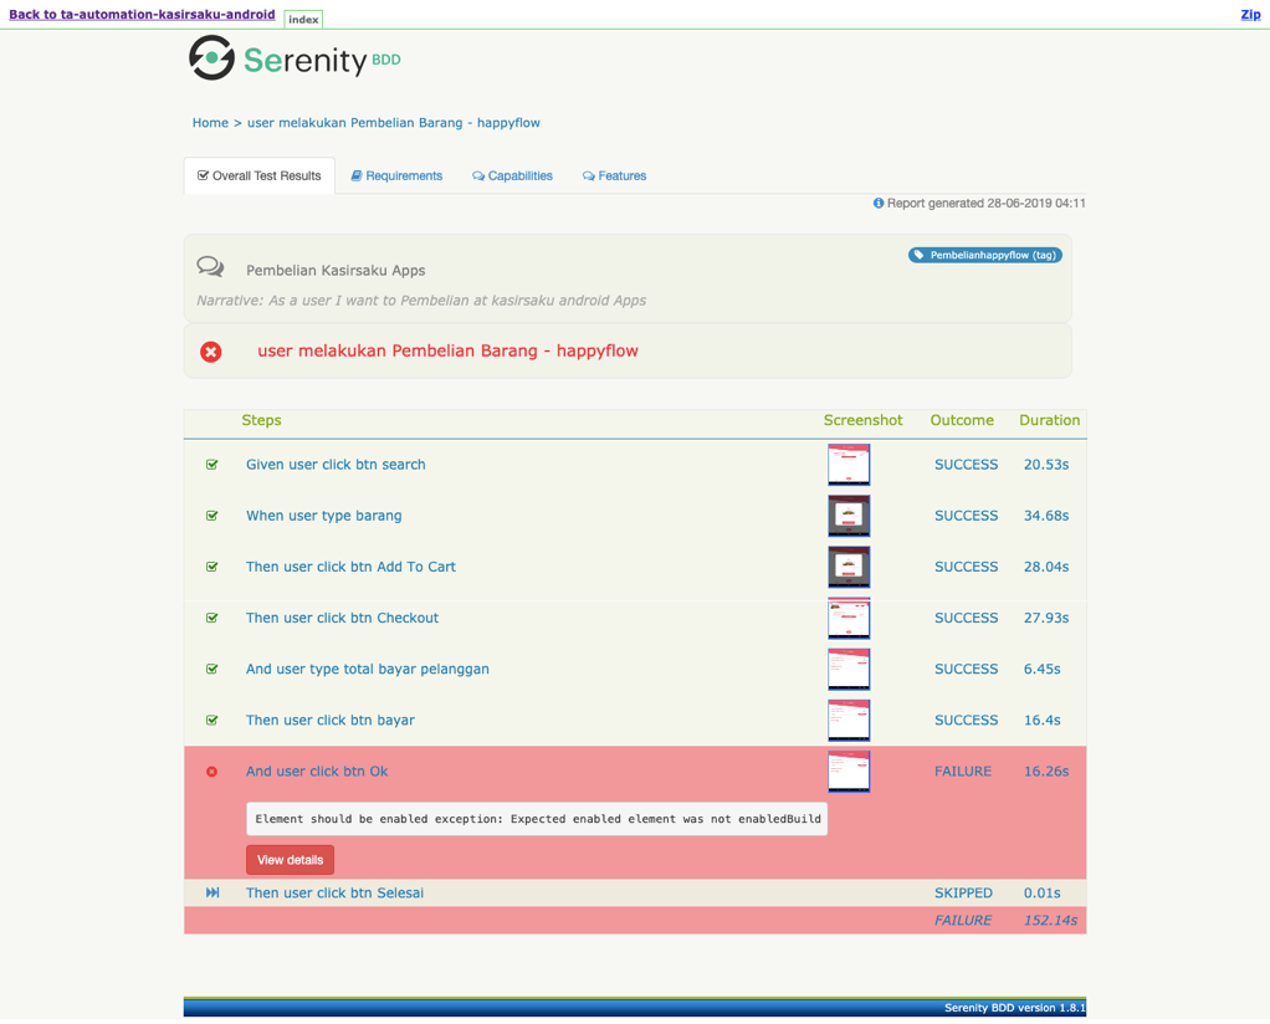 Back to ta-automation-kasirsaku-android index Zip
Serenity BDD
Home > user melakukan Pembelian Barang - happyflow
Overall Test Results Requirements Capabilities Features
Report generated 28-06-2019 04:11
Pembelianhappyflow (tag)
Pembelian Kasirsaku Apps
Narrative: As a user I want to Pembelian at kasirsaku android Apps
user melakukan Pembelian Barang - happyflow
Steps Screenshot Outcome Duration
Given user click btn search SUCCESS 20.53s
When user type barang SUCCESS 34.68s
Then user click btn Add To Cart SUCCESS 28.04s
Then user click btn Checkout SUCCESS 27.93s
And user type total bayar pelanggan SUCCESS 6.45s
Then user click btn bayar SUCCESS 16.4s
And user click btn Ok FAILURE 16.26s
Element should be enabled exception: Expected enabled element was not enabledBuild
View details
Then user click btn Selesai SKIPPED 0.01s
FAILURE 152.14s
Serenity BDD version 1.8.1